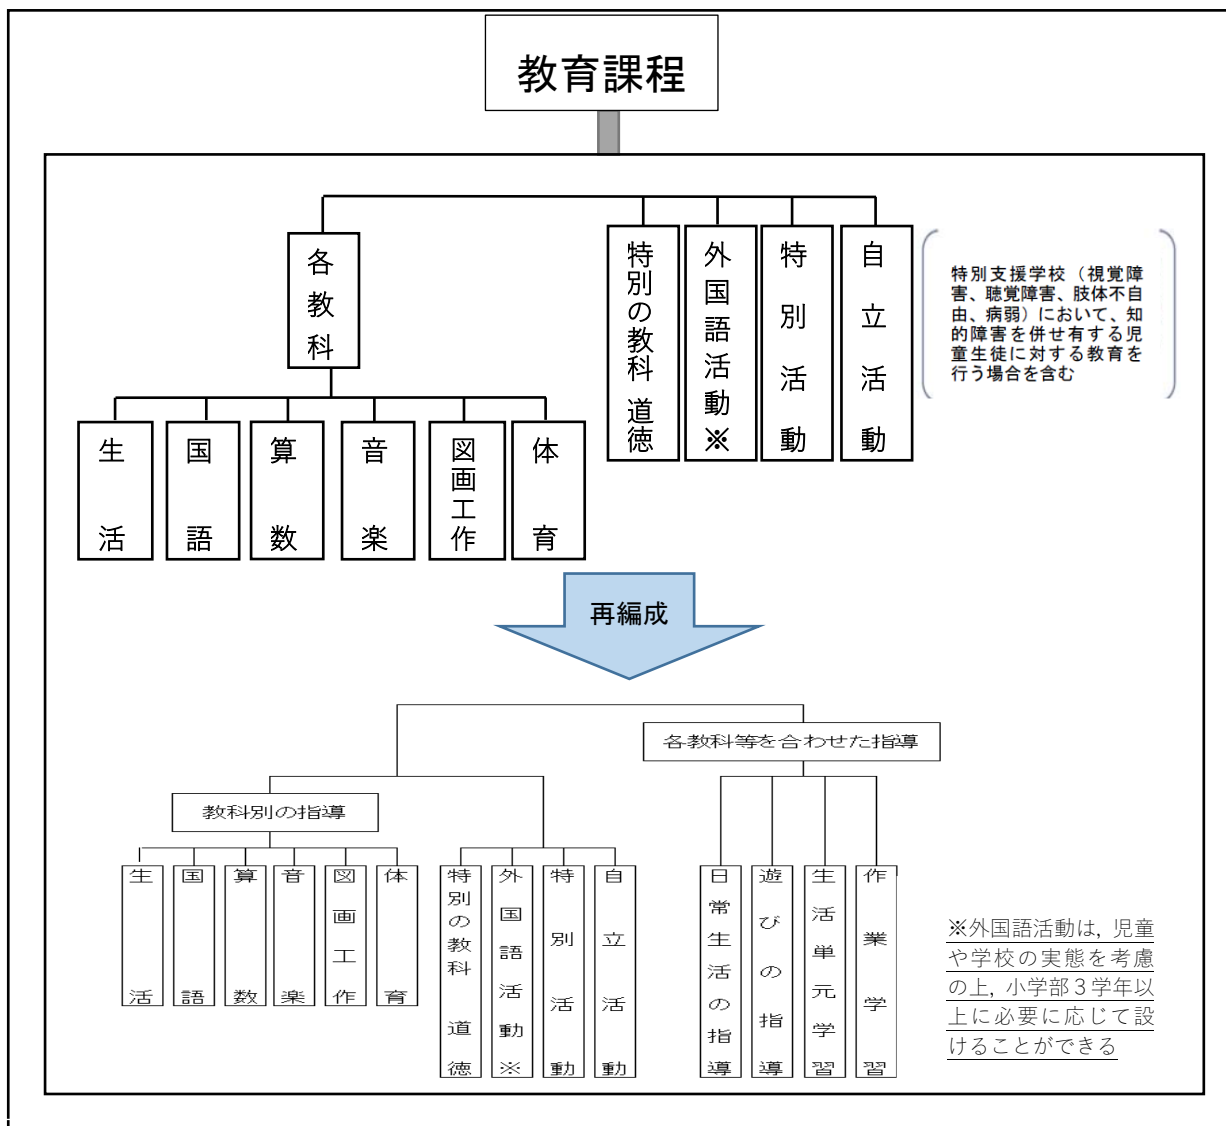 教育課程
各教科
特別の教科 道徳
外国語活動※
特別活動
自立活動
特別支援学校（視覚障
害、聴覚障害、肢体不自
由、病弱）において、知
的障害を併せ有する児
童生徒に対する教育を
行う場合を含む
生活
国語
算数
音楽
図画工作
体育
再編成
各教科等を合わせた指導
教科別の指導
生活
国語
算数
音楽
図画工作
体育
特別の教科 道徳
外国語活動※
特別活動
自立活動
日常生活の指導
遊びの指導
生活単元学習
作業学習
※外国語活動は，児童
や学校の実態を考慮
の上，小学部３学年以
上に必要に応じて設
けることができる